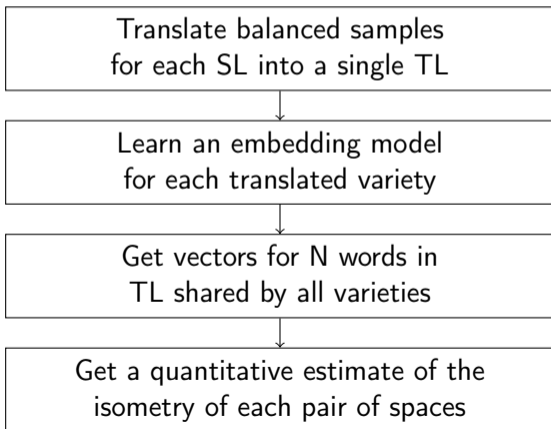 Translate balanced samples
for each SL into a single TL
Learn an embedding model
for each translated variety
Get vectors for N words in
TL shared by all varieties
Get a quantitative estimate of the
isometry of each pair of spaces